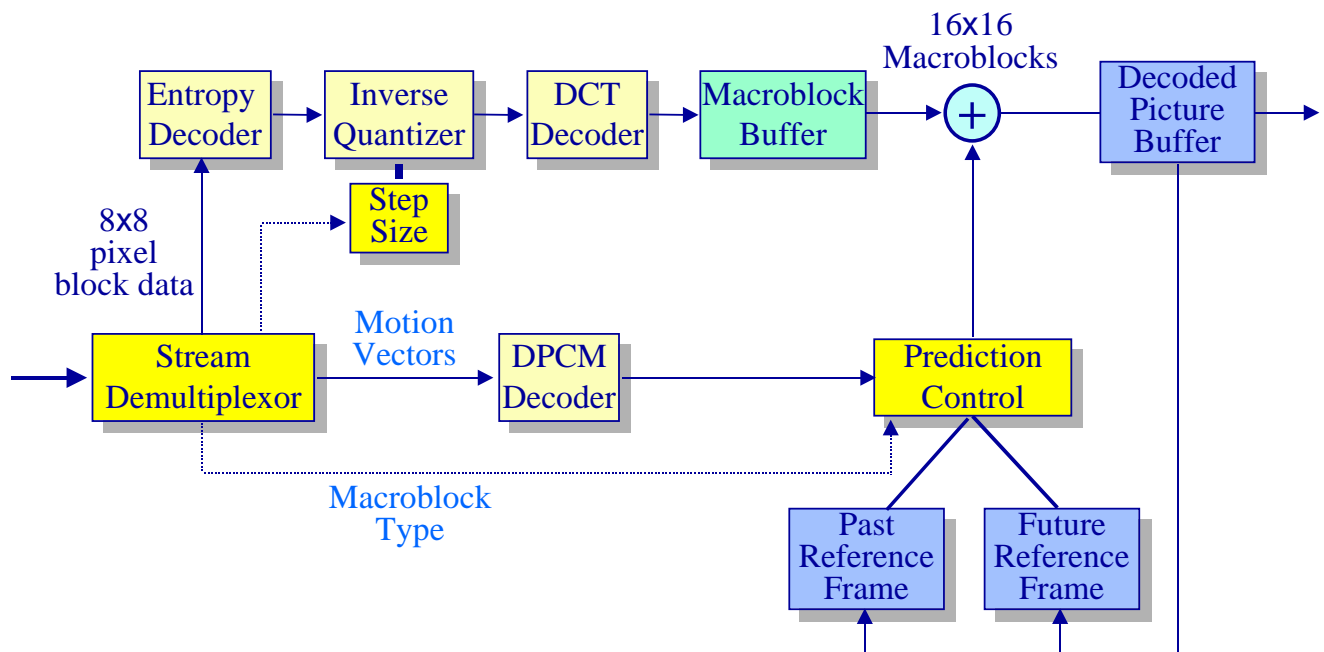 16x16
Macroblocks
Entropy
Decoder
Inverse
Quantizer
DCT
Decoder
Macroblock
Buffer
+
Decoded
Picture
Buffer
Step
Size
8x8
pixel
block data
Stream
Demultiplexor
Motion
Vectors
DPCM
Decoder
Prediction
Control
Macroblock
Type
Past
Reference
Frame
Future
Reference
Frame